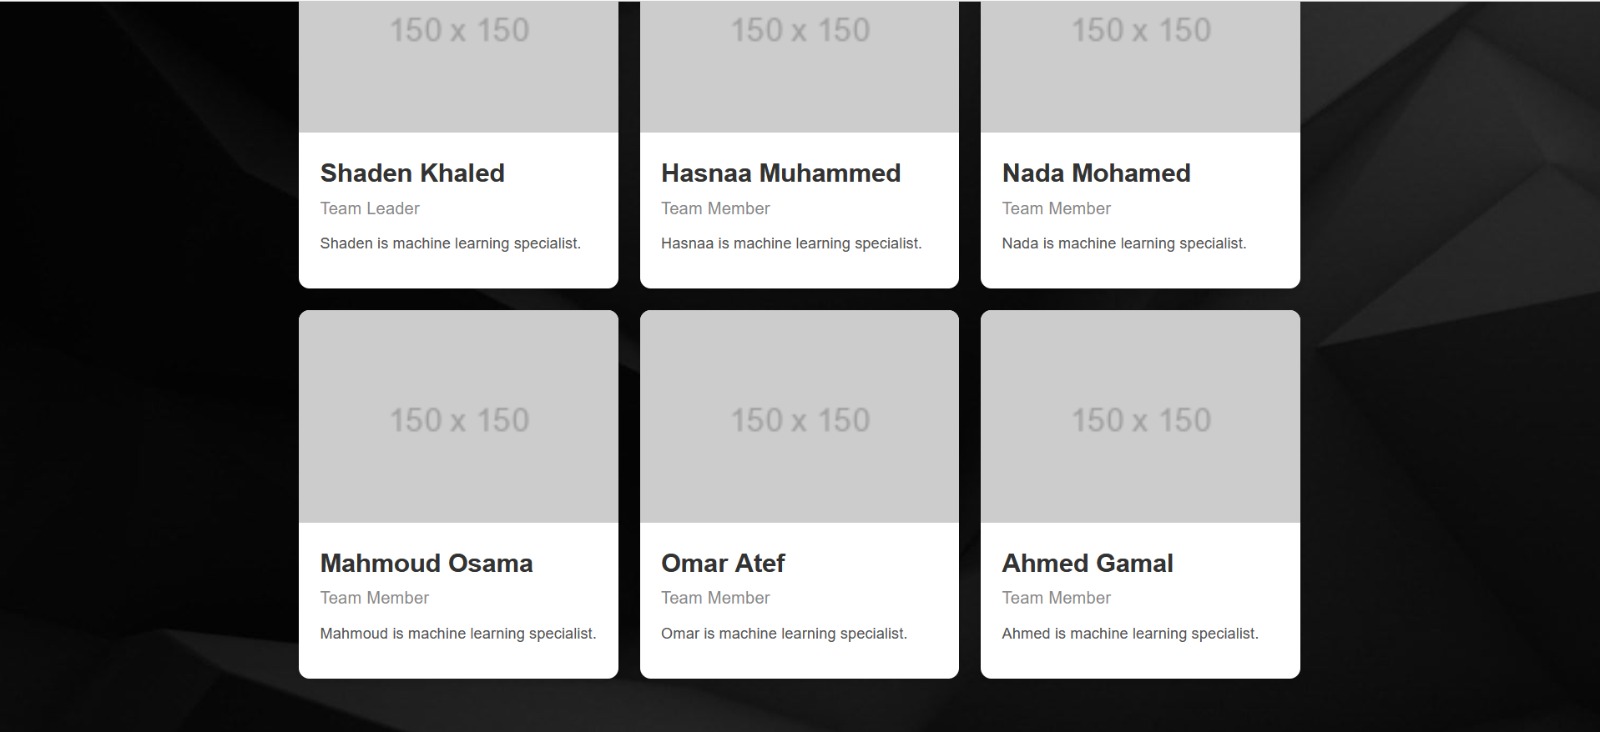 150 x 150
150 x 150
150 x 150
Shaden Khaled
Team Leader
Shaden is machine learning specialist.
Hasnaa Muhammed
Team Member
Hasnaa is machine learning specialist.
Nada Mohamed
Team Member
Nada is machine learning specialist.
150 x 150
150 x 150
150 x 150
Mahmoud Osama
Team Member
Mahmoud is machine learning specialist.
Omar Atef
Team Member
Omar is machine learning specialist.
Ahmed Gamal
Team Member
Ahmed is machine learning specialist.